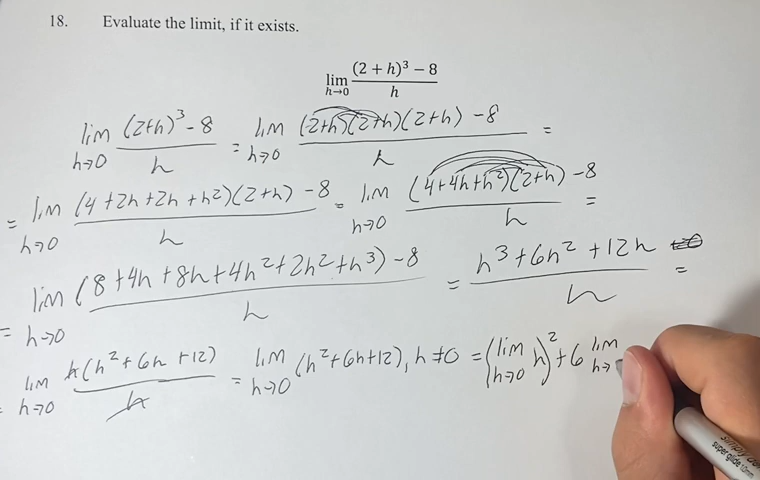 18. Evaluate the limit, if it exists.
lim h→0 ((2 + h)³ − 8) / h
lim h→0 ((2+h)³ - 8) / h = lim h→0 ((2+h)(2+h)(2+h) - 8) / h =
= lim h→0 ((4 + 2h + 2h + h²)(2+h) - 8) / h = lim h→0 ((4+4h+h²)(2+h) - 8) / h =
= lim h→0 ((8 + 4h + 8h + 4h² + 2h² + h³) - 8) / h = (h³ + 6h² + 12h) / h =
= lim h→0 h(h² + 6h + 12) / h = lim h→0 (h² + 6h + 12), h ≠ 0 = (lim h→0 h)² + 6 lim h→
simply
super glide 10mm